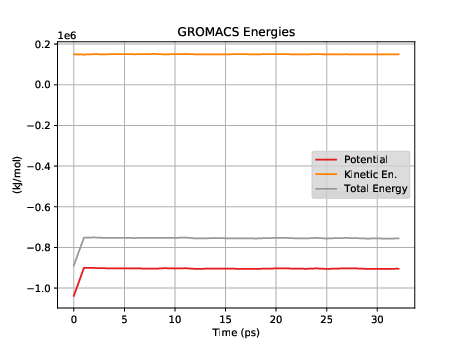 GROMACS Energies
1e6
0.2
0.0
−0.2
−0.4
−0.6
−0.8
−1.0
(kJ/mol)
Potential
Kinetic En.
Total Energy
0 5 10 15 20 25 30
Time (ps)